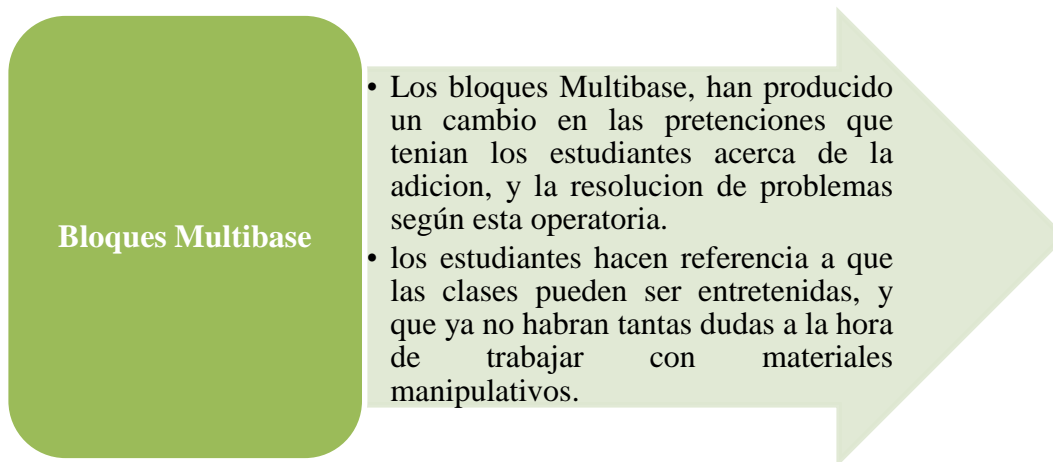 Bloques Multibase
• Los bloques Multibase, han producido
un cambio en las pretenciones que
tenian los estudiantes acerca de la
adicion, y la resolucion de problemas
según esta operatoria.
• los estudiantes hacen referencia a que
las clases pueden ser entretenidas, y
que ya no habran tantas dudas a la hora
de trabajar con materiales
manipulativos.